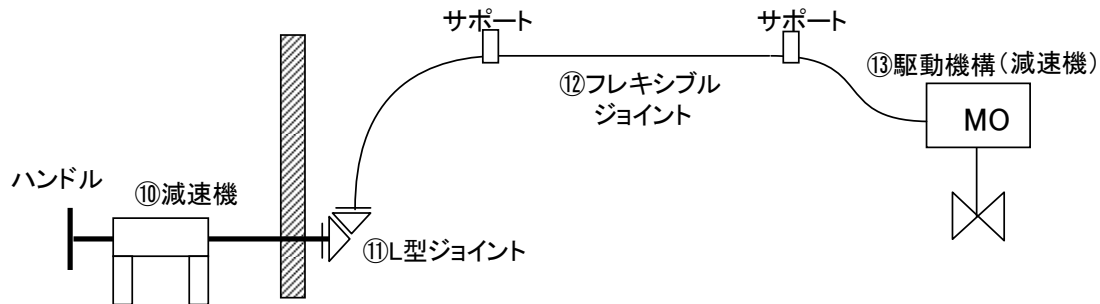 サポート
サポート
⑬駆動機構(減速機)
⑫フレキシブル
ジョイント
MO
ハンドル
⑩減速機
⑪L型ジョイント